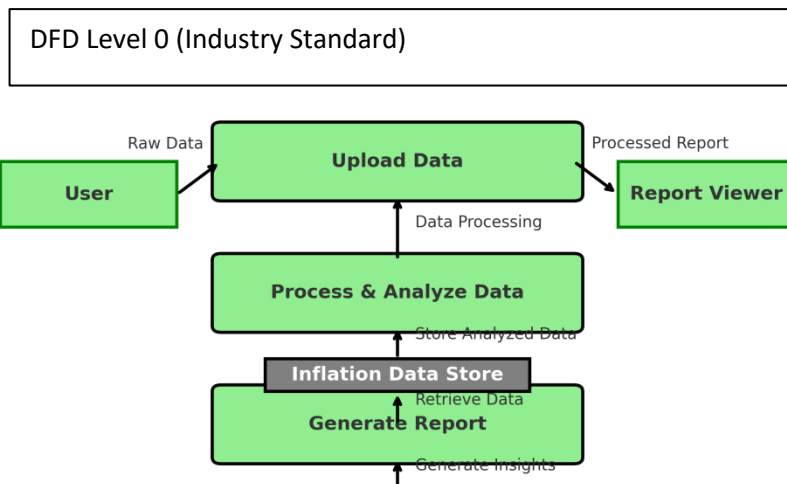 DFD Level 0 (Industry Standard)
Raw Data
Upload Data
Processed Report
User
Report Viewer
Data Processing
Process & Analyze Data
Store Analyzed Data
Inflation Data Store
Retrieve Data
Generate Report
Generate Insights